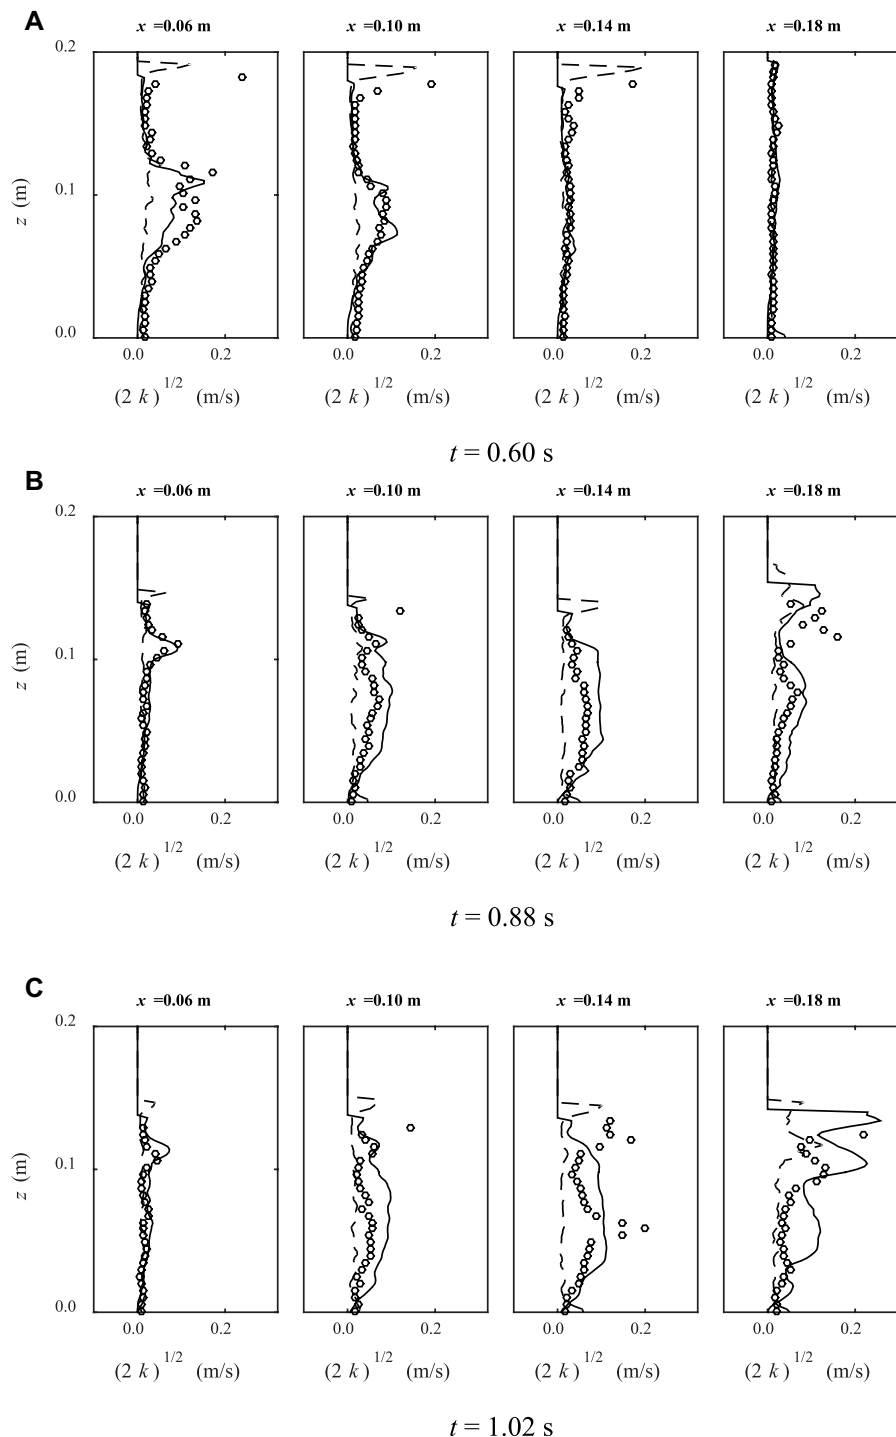 A
x =0.06 m x =0.10 m x =0.14 m x =0.18 m
0.2
0.1
0.0
z (m)
0.0 0.2 0.0 0.2 0.0 0.2 0.0 0.2
(2 k)^1/2 (m/s) (2 k)^1/2 (m/s) (2 k)^1/2 (m/s) (2 k)^1/2 (m/s)
t = 0.60 s
B
x =0.06 m x =0.10 m x =0.14 m x =0.18 m
0.2
0.1
0.0
z (m)
0.0 0.2 0.0 0.2 0.0 0.2 0.0 0.2
(2 k)^1/2 (m/s) (2 k)^1/2 (m/s) (2 k)^1/2 (m/s) (2 k)^1/2 (m/s)
t = 0.88 s
C
x =0.06 m x =0.10 m x =0.14 m x =0.18 m
0.2
0.1
0.0
z (m)
0.0 0.2 0.0 0.2 0.0 0.2 0.0 0.2
(2 k)^1/2 (m/s) (2 k)^1/2 (m/s) (2 k)^1/2 (m/s) (2 k)^1/2 (m/s)
t = 1.02 s